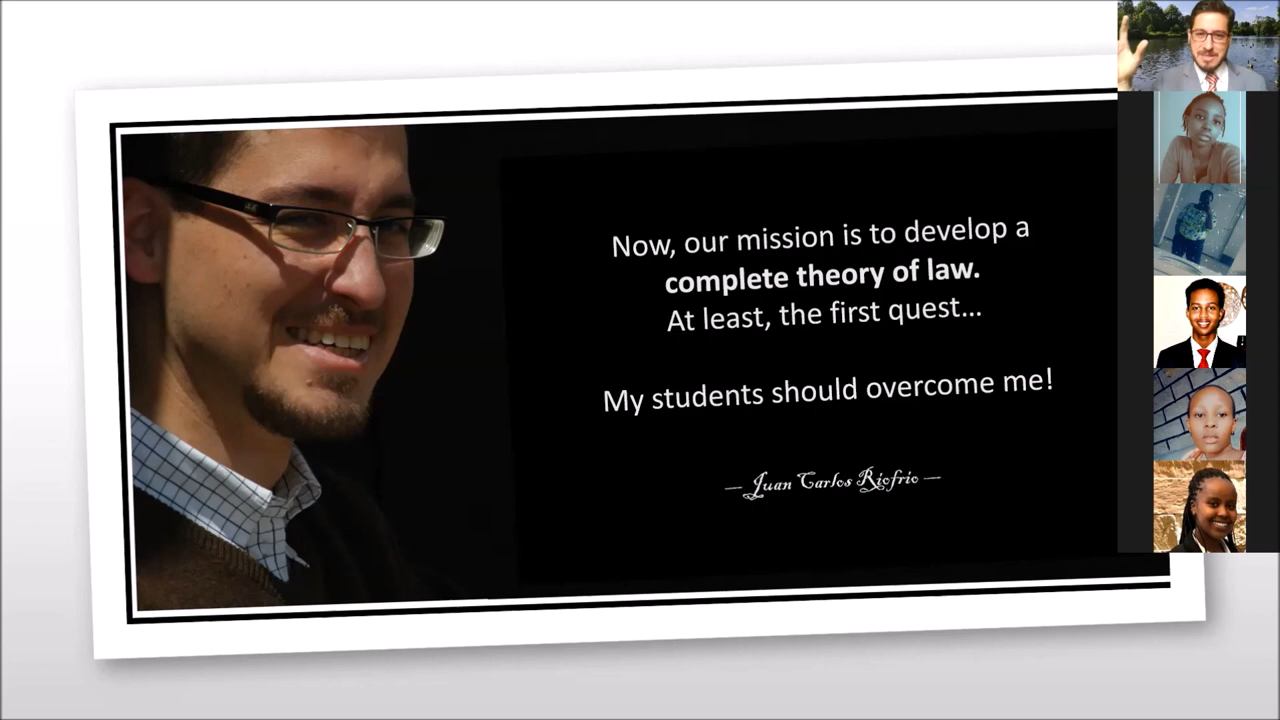 Now, our mission is to develop a
complete theory of law.
At least, the first quest...
My students should overcome me!
— Juan Carlos Riofrio —